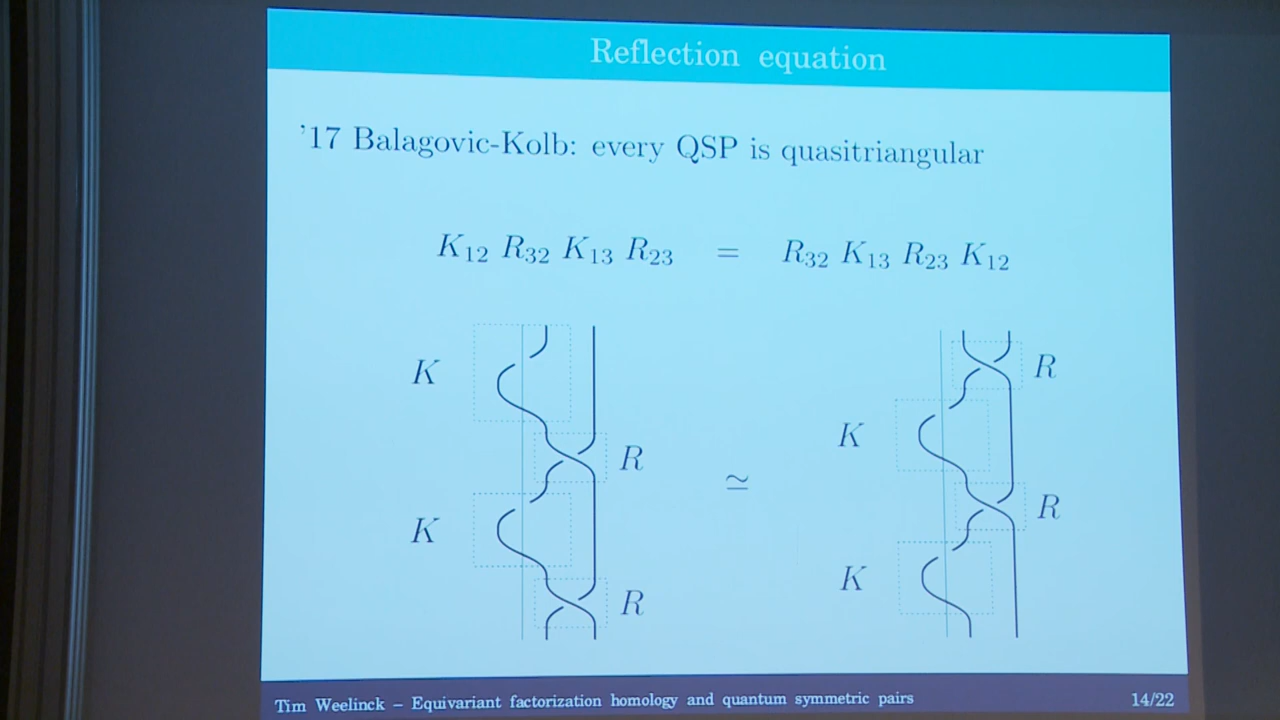 Reflection equation
'17 Balagovic-Kolb: every QSP is quasitriangular
K₁₂ R₃₂ K₁₃ R₂₃ = R₃₂ K₁₃ R₂₃ K₁₂
K
R
K
R
≃
R
K
R
K
Tim Weelinck – Equivariant factorization homology and quantum symmetric pairs 14/22